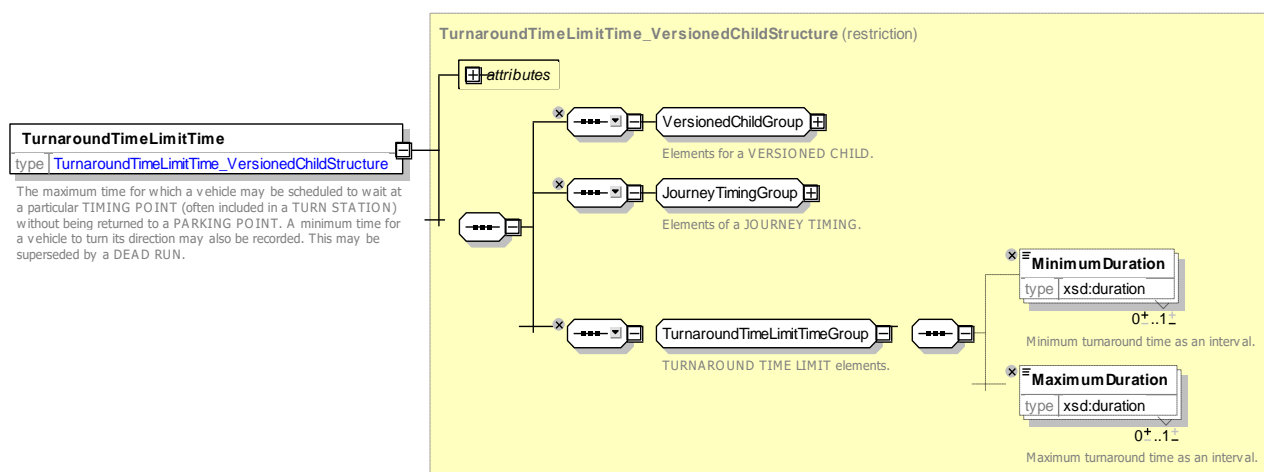 TurnaroundTimeLimitTime_VersionedChildStructure (restriction)
attributes
TurnaroundTimeLimitTime
type TurnaroundTimeLimitTime_VersionedChildStructure
The maximum time for which a vehicle may be scheduled to wait at
a particular TIMING POINT (often included in a TURN STATION)
without being returned to a PARKING POINT. A minimum time for
a vehicle to turn its direction may also be recorded. This may be
superseded by a DEAD RUN.
VersionedChildGroup
Elements for a VERSIONED CHILD.
JourneyTimingGroup
Elements of a JOURNEY TIMING.
TurnaroundTimeLimitTimeGroup
TURNAROUND TIME LIMIT elements.
MinimumDuration
type xsd:duration
0..1
Minimum turnaround time as an interval.
MaximumDuration
type xsd:duration
0..1
Maximum turnaround time as an interval.